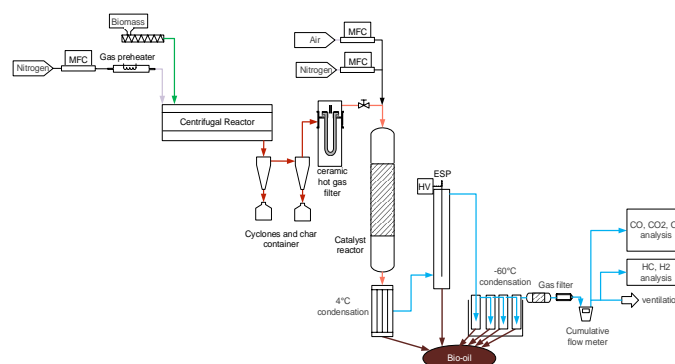 Biomass
Nitrogen
MFC
Gas preheater
Air
MFC
Nitrogen
MFC
Centrifugal Reactor
ceramic
hot gas
filter
Cyclones and char
container
Catalyst
reactor
ESP
HV
4°C
condensation
-60°C
condensation
Gas filter
Cumulative
flow meter
CO, CO2, C
analysis
HC, H2
analysis
ventilatio
Bio-oil